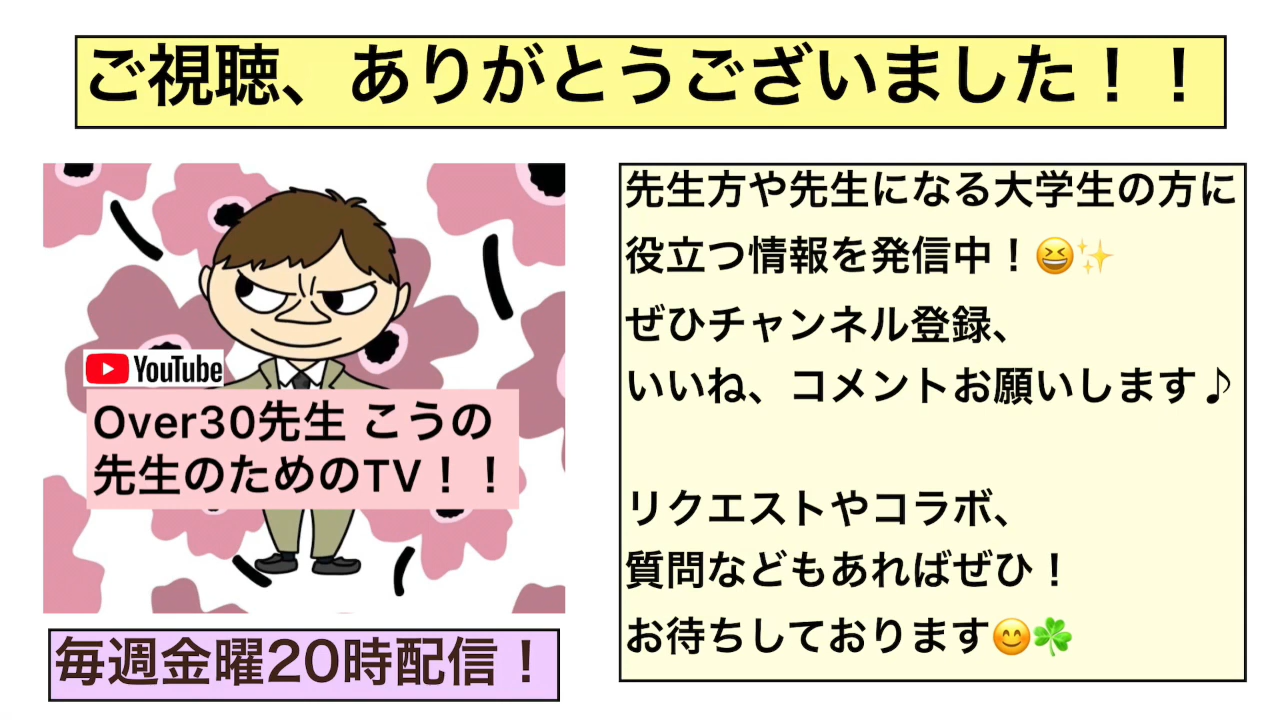 ご視聴、ありがとうございました！！
YouTube
Over30先生 こうの
先生のためのTV！！
毎週金曜20時配信！
先生方や先生になる大学生の方に
役立つ情報を発信中！😆✨
ぜひチャンネル登録、
いいね、コメントお願いします♪
リクエストやコラボ、
質問などもあればぜひ！
お待ちしております😊☘️